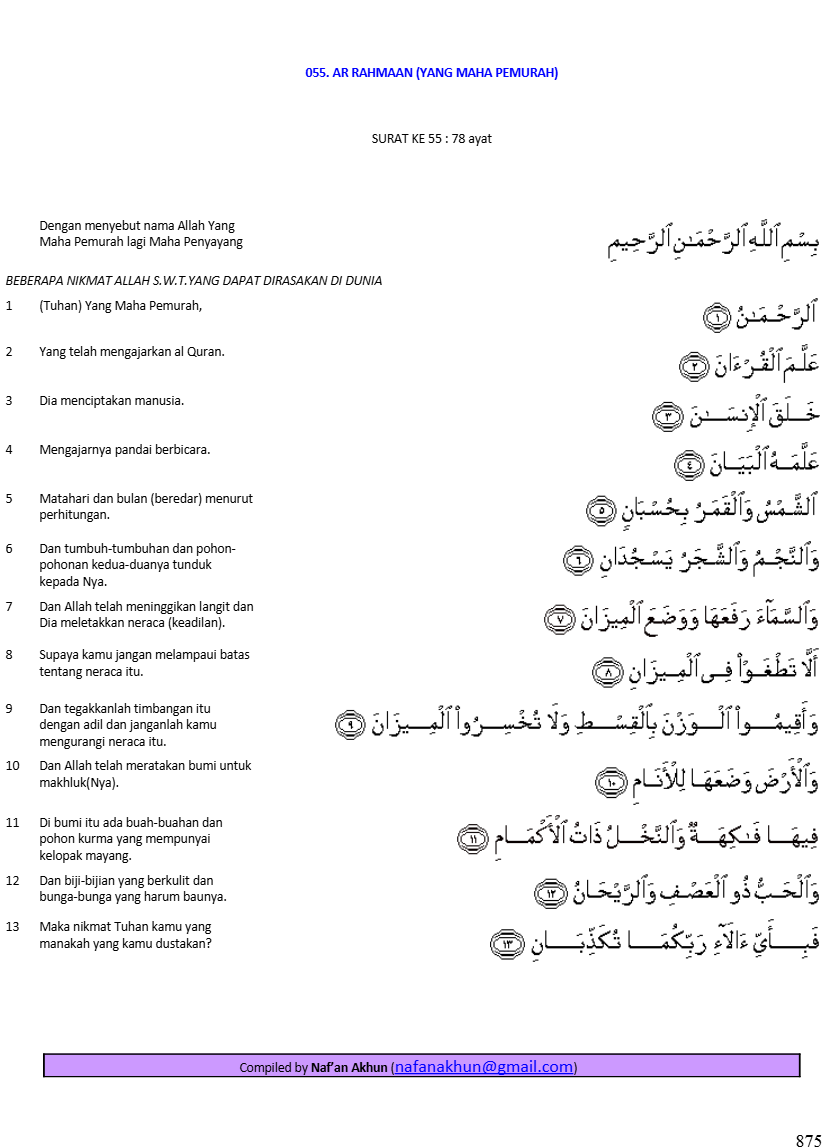 055. AR RAHMAAN (YANG MAHA PEMURAH)
SURAT KE 55 : 78 ayat
Dengan menyebut nama Allah Yang
Maha Pemurah lagi Maha Penyayang
بِسْمِ ٱللَّهِ ٱلرَّحْمَـٰنِ ٱلرَّحِيمِ
BEBERAPA NIKMAT ALLAH S.W.T.YANG DAPAT DIRASAKAN DI DUNIA
1 (Tuhan) Yang Maha Pemurah,
ٱلرَّحْمَـٰنُ ١
2 Yang telah mengajarkan al Quran.
عَلَّمَ ٱلْقُرْءَانَ ٢
3 Dia menciptakan manusia.
خَلَقَ ٱلْإِنسَـٰنَ ٣
4 Mengajarnya pandai berbicara.
عَلَّمَهُ ٱلْبَيَانَ ٤
5 Matahari dan bulan (beredar) menurut
perhitungan.
ٱلشَّمْسُ وَٱلْقَمَرُ بِحُسْبَانٍ ٥
6 Dan tumbuh-tumbuhan dan pohon-
pohonan kedua-duanya tunduk
kepada Nya.
وَٱلنَّجْمُ وَٱلشَّجَرُ يَسْجُدَانِ ٦
7 Dan Allah telah meninggikan langit dan
Dia meletakkan neraca (keadilan).
وَٱلسَّمَآءَ رَفَعَهَا وَوَضَعَ ٱلْمِيزَانَ ٧
8 Supaya kamu jangan melampaui batas
tentang neraca itu.
أَلَّا تَطْغَوْا۟ فِى ٱلْمِيزَانِ ٨
9 Dan tegakkanlah timbangan itu
dengan adil dan janganlah kamu
mengurangi neraca itu.
وَأَقِيمُوا۟ ٱلْوَزْنَ بِٱلْقِسْطِ وَلَا تُخْسِرُوا۟ ٱلْمِيزَانَ ٩
10 Dan Allah telah meratakan bumi untuk
makhluk(Nya).
وَٱلْأَرْضَ وَضَعَهَا لِلْأَنَامِ ١٠
11 Di bumi itu ada buah-buahan dan
pohon kurma yang mempunyai
kelopak mayang.
فِيهَا فَـٰكِهَةٌ وَٱلنَّخْلُ ذَاتُ ٱلْأَكْمَامِ ١١
12 Dan biji-bijian yang berkulit dan
bunga-bunga yang harum baunya.
وَٱلْحَبُّ ذُو ٱلْعَصْفِ وَٱلرَّيْحَانُ ١٢
13 Maka nikmat Tuhan kamu yang
manakah yang kamu dustakan?
فَبِأَىِّ ءَالَآءِ رَبِّكُمَا تُكَذِّبَانِ ١٣
Compiled by Naf’an Akhun (nafanakhun@gmail.com)
875